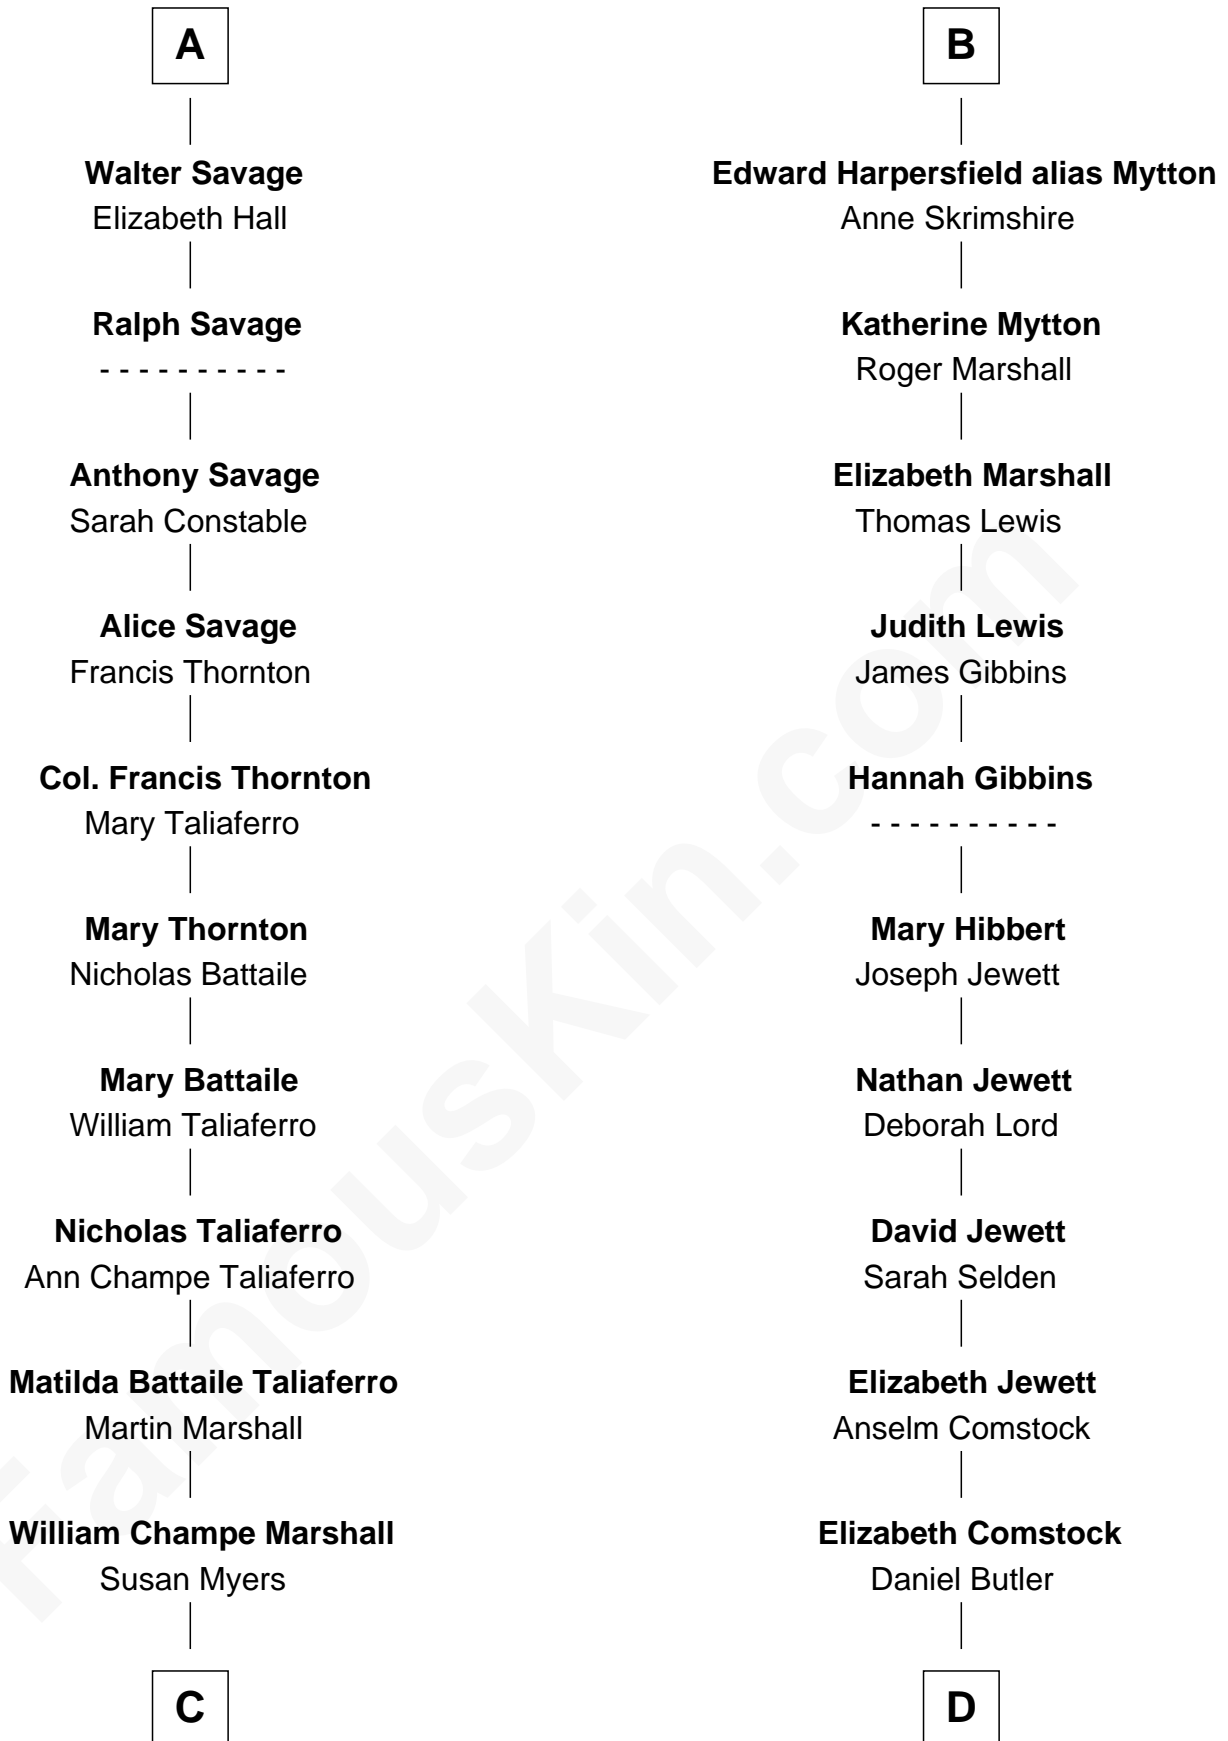 A
Walter Savage
Elizabeth Hall
Ralph Savage
- - - - - - - - - -
Anthony Savage
Sarah Constable
Alice Savage
Francis Thornton
Col. Francis Thornton
Mary Taliaferro
Mary Thornton
Nicholas Battaile
Mary Battaile
William Taliaferro
Nicholas Taliaferro
Ann Champe Taliaferro
Matilda Battaile Taliaferro
Martin Marshall
William Champe Marshall
Susan Myers
C
B
Edward Harpersfield alias Mytton
Anne Skrimshire
Katherine Mytton
Roger Marshall
Elizabeth Marshall
Thomas Lewis
Judith Lewis
James Gibbins
Hannah Gibbins
- - - - - - - - - -
Mary Hibbert
Joseph Jewett
Nathan Jewett
Deborah Lord
David Jewett
Sarah Selden
Elizabeth Jewett
Anselm Comstock
Elizabeth Comstock
Daniel Butler
D
FamousKin.com